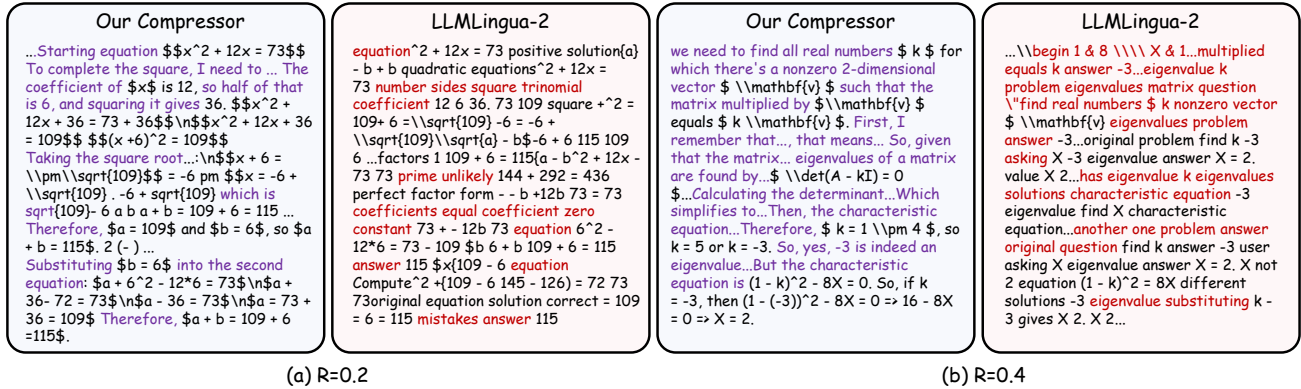 Our Compressor
...Starting equation $$x^2 + 12x = 73$$
To complete the square, I need to ... The
coefficient of $x$ is 12, so half of that
is 6, and squaring it gives 36. $$x^2 +
12x + 36 = 73 + 36$$\n$$x^2 + 12x + 36
= 109$$ $$(x +6)^2 = 109$$
Taking the square root...:\n$$x + 6 =
\\pm\\sqrt{109}$$ = -6 pm $$x = -6 +
\\sqrt{109} . -6 + sqrt{109} which is
sqrt{109}- 6 a b a + b = 109 + 6 = 115 ...
Therefore, $a = 109$ and $b = 6$, so $a
+ b = 115$. 2 (- ) ...
Substituting $b = 6$ into the second
equation: $a + 6^2 - 12*6 = 73$\n$a +
36- 72 = 73$\n$a - 36 = 73$\n$a = 73 +
36 = 109$ Therefore, $a + b = 109 + 6
=115$.
LLMLingua-2
equation^2 + 12x = 73 positive solution{a}
- b + b quadratic equations^2 + 12x =
73 number sides square trinomial
coefficient 12 6 36. 73 109 square +^2 =
109+ 6 =\\sqrt{109} -6 = -6 +
\\sqrt{109}\\sqrt{a} - b$-6 + 6 115 109
6 ...factors 1 109 + 6 = 115{a - b^2 + 12x -
73 73 prime unlikely 144 + 292 = 436
perfect factor form - - b +12b 73 = 73
coefficients equal coefficient zero
constant 73 + - 12b 73 equation 6^2 -
12*6 = 73 - 109 $b 6 + b 109 + 6 = 115
answer 115 $x{109 - 6 equation
Compute^2 +{109 - 6 145 - 126) = 72 73
73original equation solution correct = 109
= 6 = 115 mistakes answer 115
(a) R=0.2
Our Compressor
we need to find all real numbers $ k $ for
which there's a nonzero 2-dimensional
vector $ \\mathbf{v} $ such that the
matrix multiplied by $\\mathbf{v} $
equals $ k \\mathbf{v} $. First, I
remember that..., that means... So, given
that the matrix... eigenvalues of a matrix
are found by...$ \\det(A - kI) = 0
$...Calculating the determinant...Which
simplifies to...Then, the characteristic
equation...Therefore, $ k = 1 \\pm 4 $, so
k = 5 or k = -3. So, yes, -3 is indeed an
eigenvalue...But the characteristic
equation is (1 - k)^2 - 8X = 0. So, if k
= -3, then (1 - (-3))^2 - 8X = 0 => 16 - 8X
= 0 => X = 2.
LLMLingua-2
...\\begin 1 & 8 \\\\ X & 1...multiplied
equals k answer -3...eigenvalue k
problem eigenvalues matrix question
\"find real numbers $ k nonzero vector
$ \\mathbf{v} eigenvalues problem
answer -3...original problem find k -3
asking X -3 eigenvalue answer X = 2.
value X 2...has eigenvalue k eigenvalues
solutions characteristic equation -3
eigenvalue find X characteristic
equation...another one problem answer
original question find k answer -3 user
asking X eigenvalue answer X = 2. X not
2 equation (1 - k)^2 = 8X different
solutions -3 eigenvalue substituting k -
3 gives X 2. X 2...
(b) R=0.4